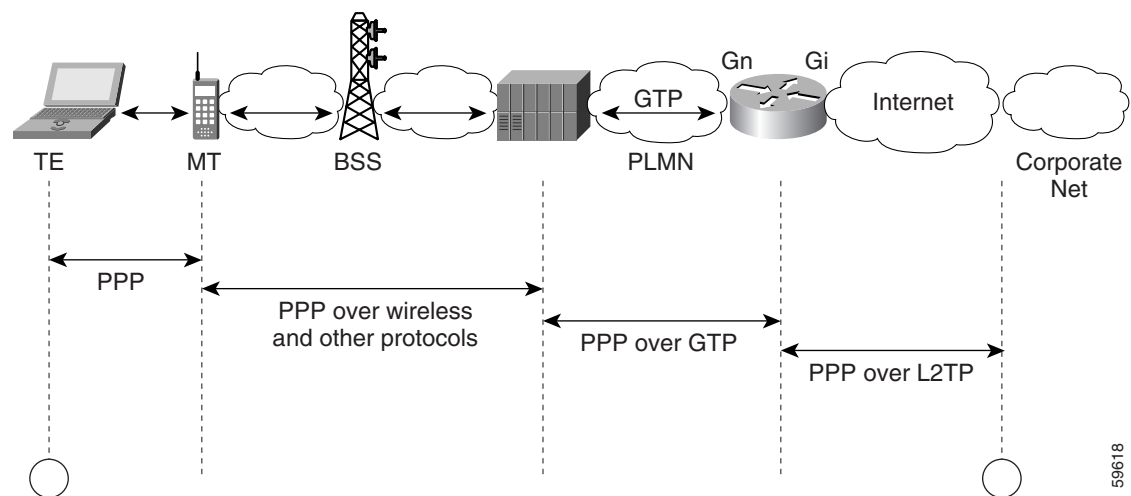 Gn
Gi
GTP
Internet
TE
MT
BSS
PLMN
Corporate
Net
PPP
PPP over wireless
and other protocols
PPP over GTP
PPP over L2TP
59618